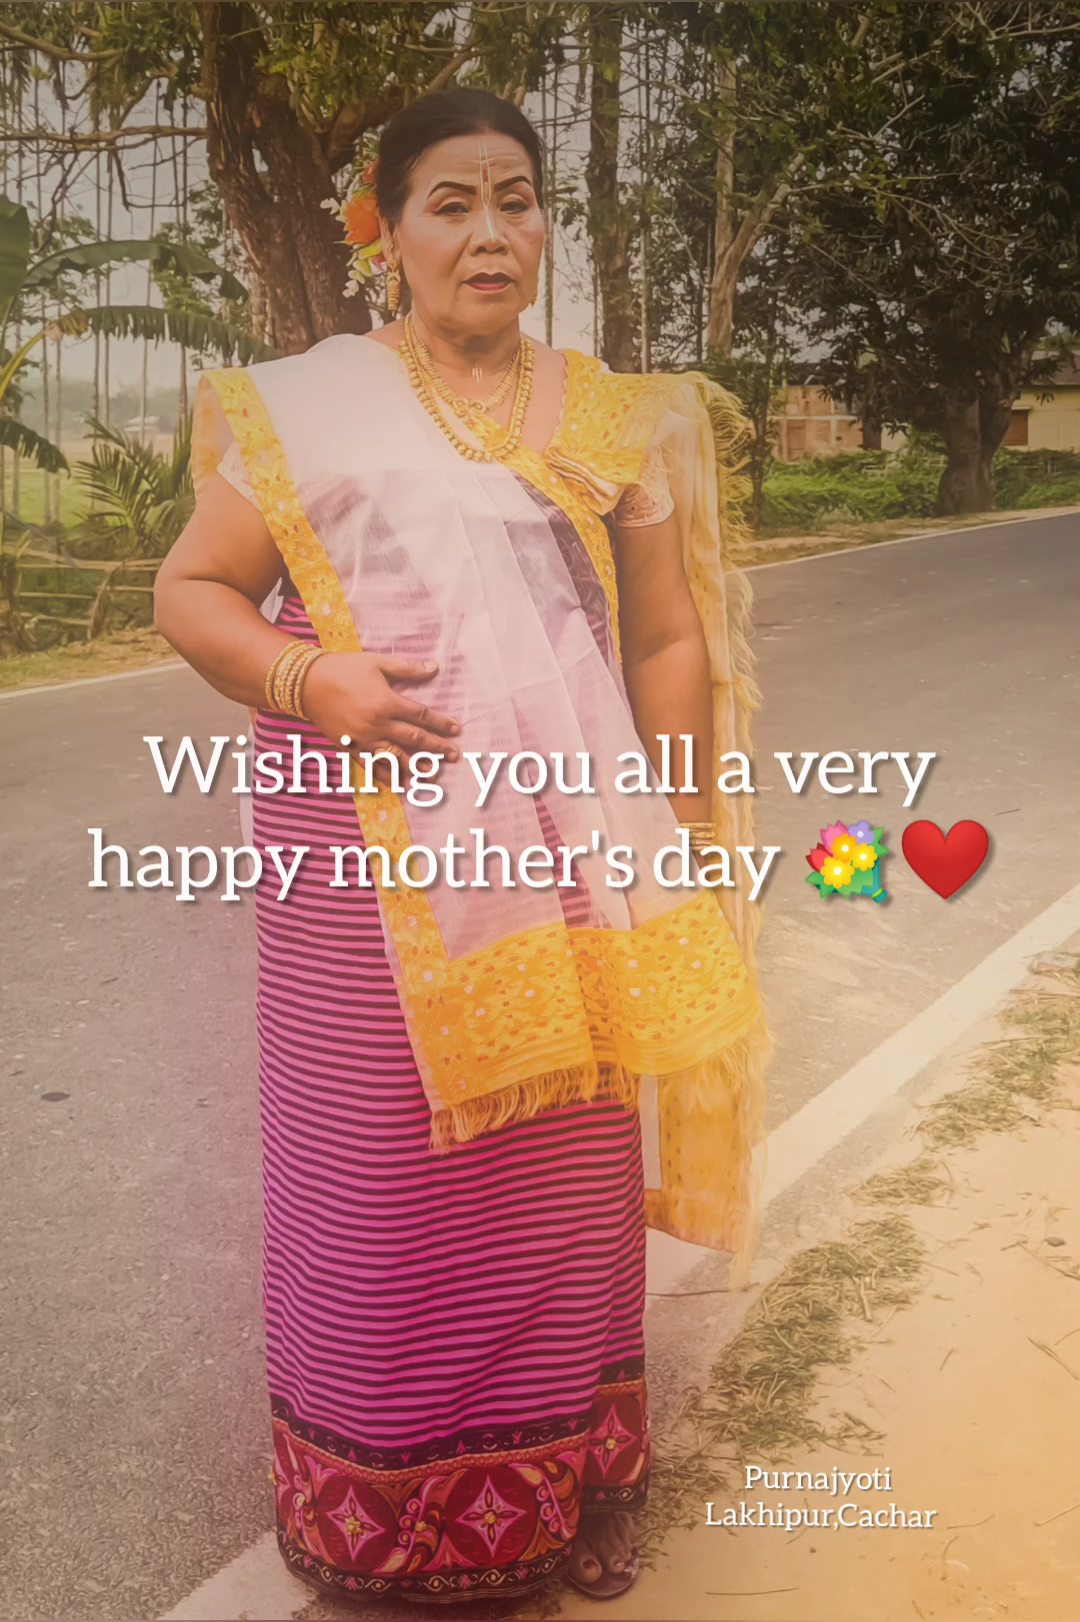 Wishing you all a very
happy mother's day 💐❤️
Purnajyoti
Lakhipur,Cachar